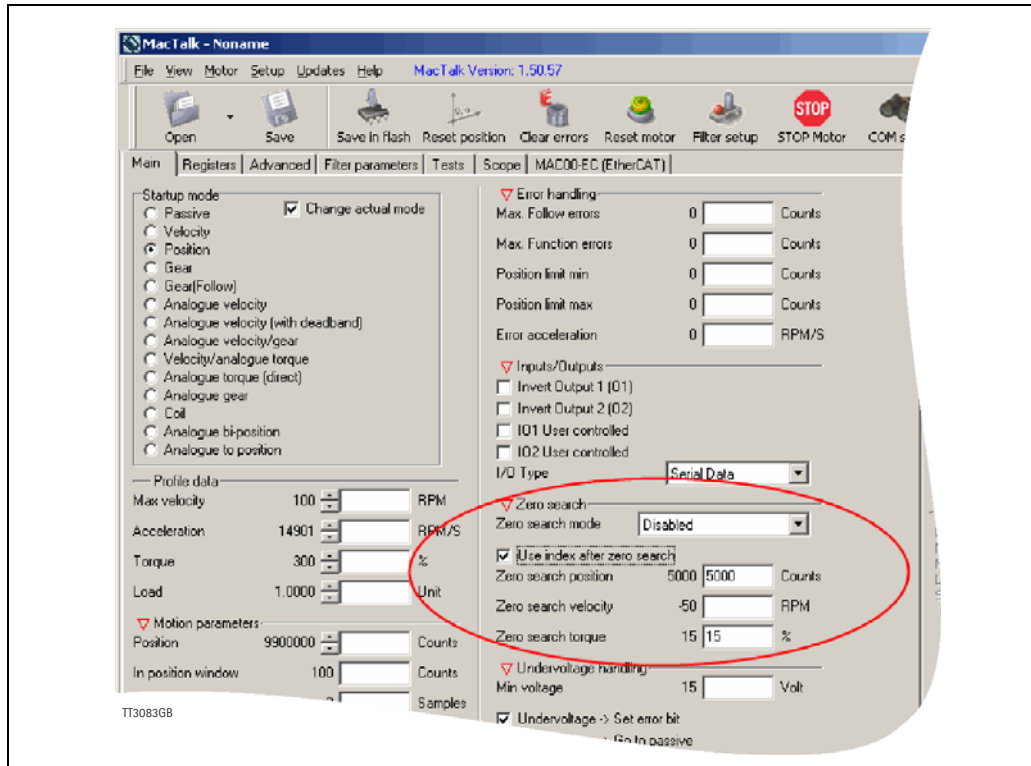 MacTalk - Noname
File View Motor Setup Updates Help MacTalk Version: 1.50.57
Open Save Save in flash Reset position Clear errors Reset motor Filter setup STOP Motor COM s
STOP
Main Registers Advanced Filter parameters Tests Scope MAC00-EC (EtherCAT)
Startup mode
Change actual mode
Passive
Velocity
Position
Gear
Gear(Follow)
Analogue velocity
Analogue velocity (with deadband)
Analogue velocity/gear
Velocity/analogue torque
Analogue torque (direct)
Analogue gear
Coil
Analogue bi-position
Analogue to position
Profile data
Max velocity 100 RPM
Acceleration 14901 RPM/S
Torque 300 %
Load 1.0000 Unit
Motion parameters
Position 9900000 Counts
In position window 100 Counts
Samples
Error handling
Max. Follow errors 0 Counts
Max. Function errors 0 Counts
Position limit min 0 Counts
Position limit max 0 Counts
Error acceleration 0 RPM/S
Inputs/Outputs
Invert Output 1 (O1)
Invert Output 2 (O2)
IO1 User controlled
IO2 User controlled
I/O Type Serial Data
Zero search
Zero search mode Disabled
Use index after zero search
Zero search position 5000 5000 Counts
Zero search velocity -50 RPM
Zero search torque 15 15 %
Undervoltage handling
Min voltage 15 Volt
Undervoltage -> Set error bit
Go to passive
TT3083GB